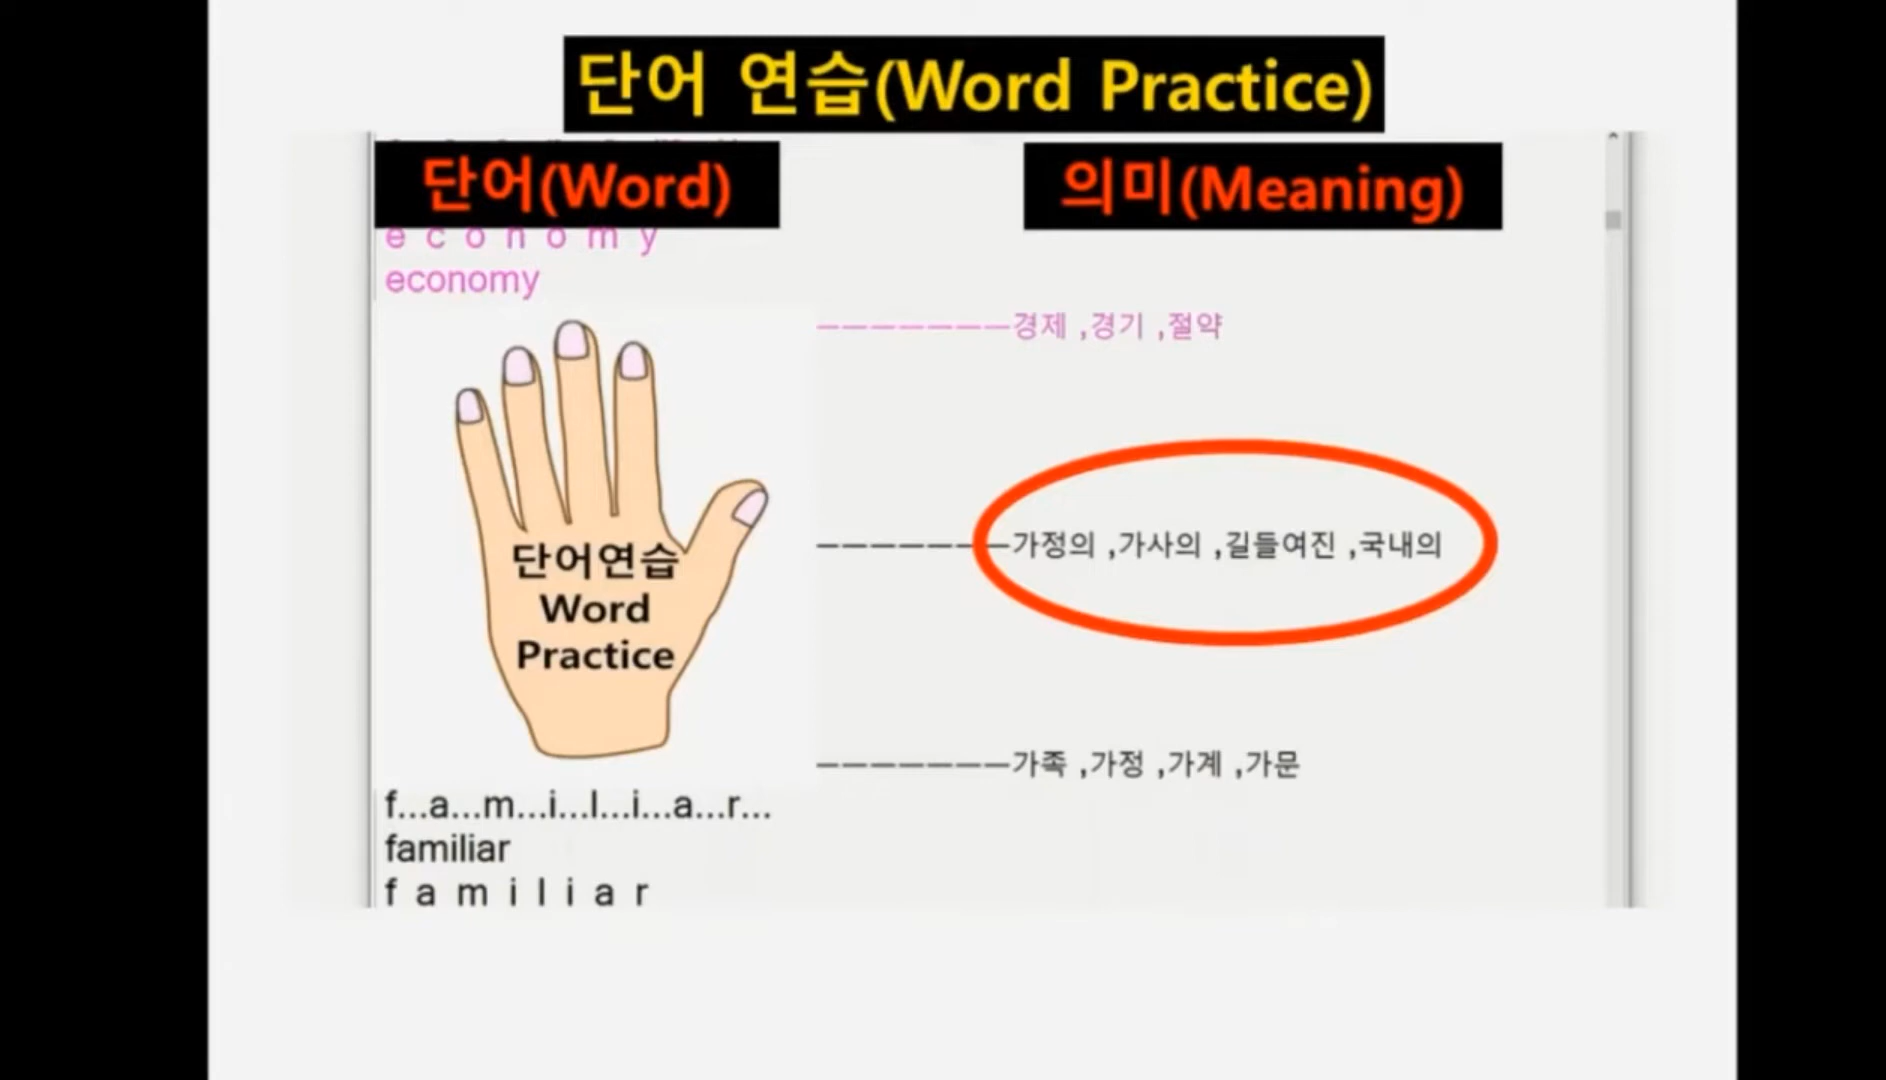 단어 연습(Word Practice)
단어(Word)
의미(Meaning)
e c o n o m y
economy
-------경제 ,경기 ,절약
-------가정의 ,가사의 ,길들여진 ,국내의
단어연습
Word
Practice
-------가족 ,가정 ,가계 ,가문
f...a...m...i...l...i...a...r...
familiar
f a m i l i a r